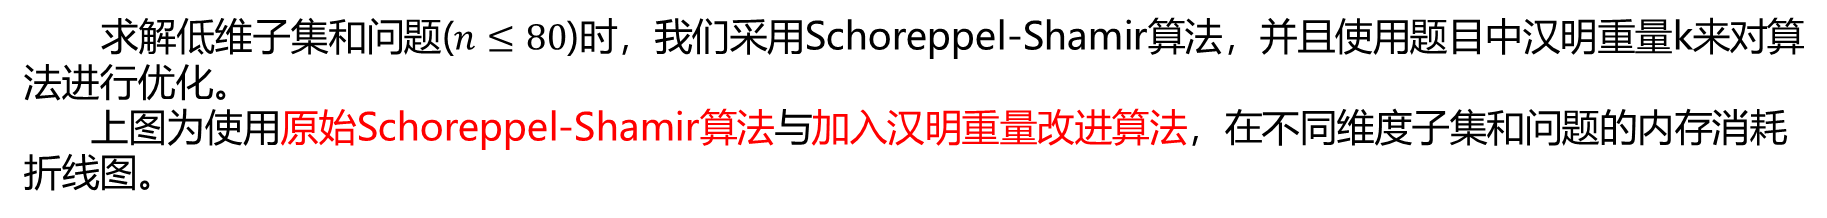 求解低维子集和问题(n ≤ 80)时，我们采用Schoreppel-Shamir算法，并且使用题目中汉明重量k来对算
法进行优化。
上图为使用原始Schoreppel-Shamir算法与加入汉明重量改进算法，在不同维度子集和问题的内存消耗
折线图。